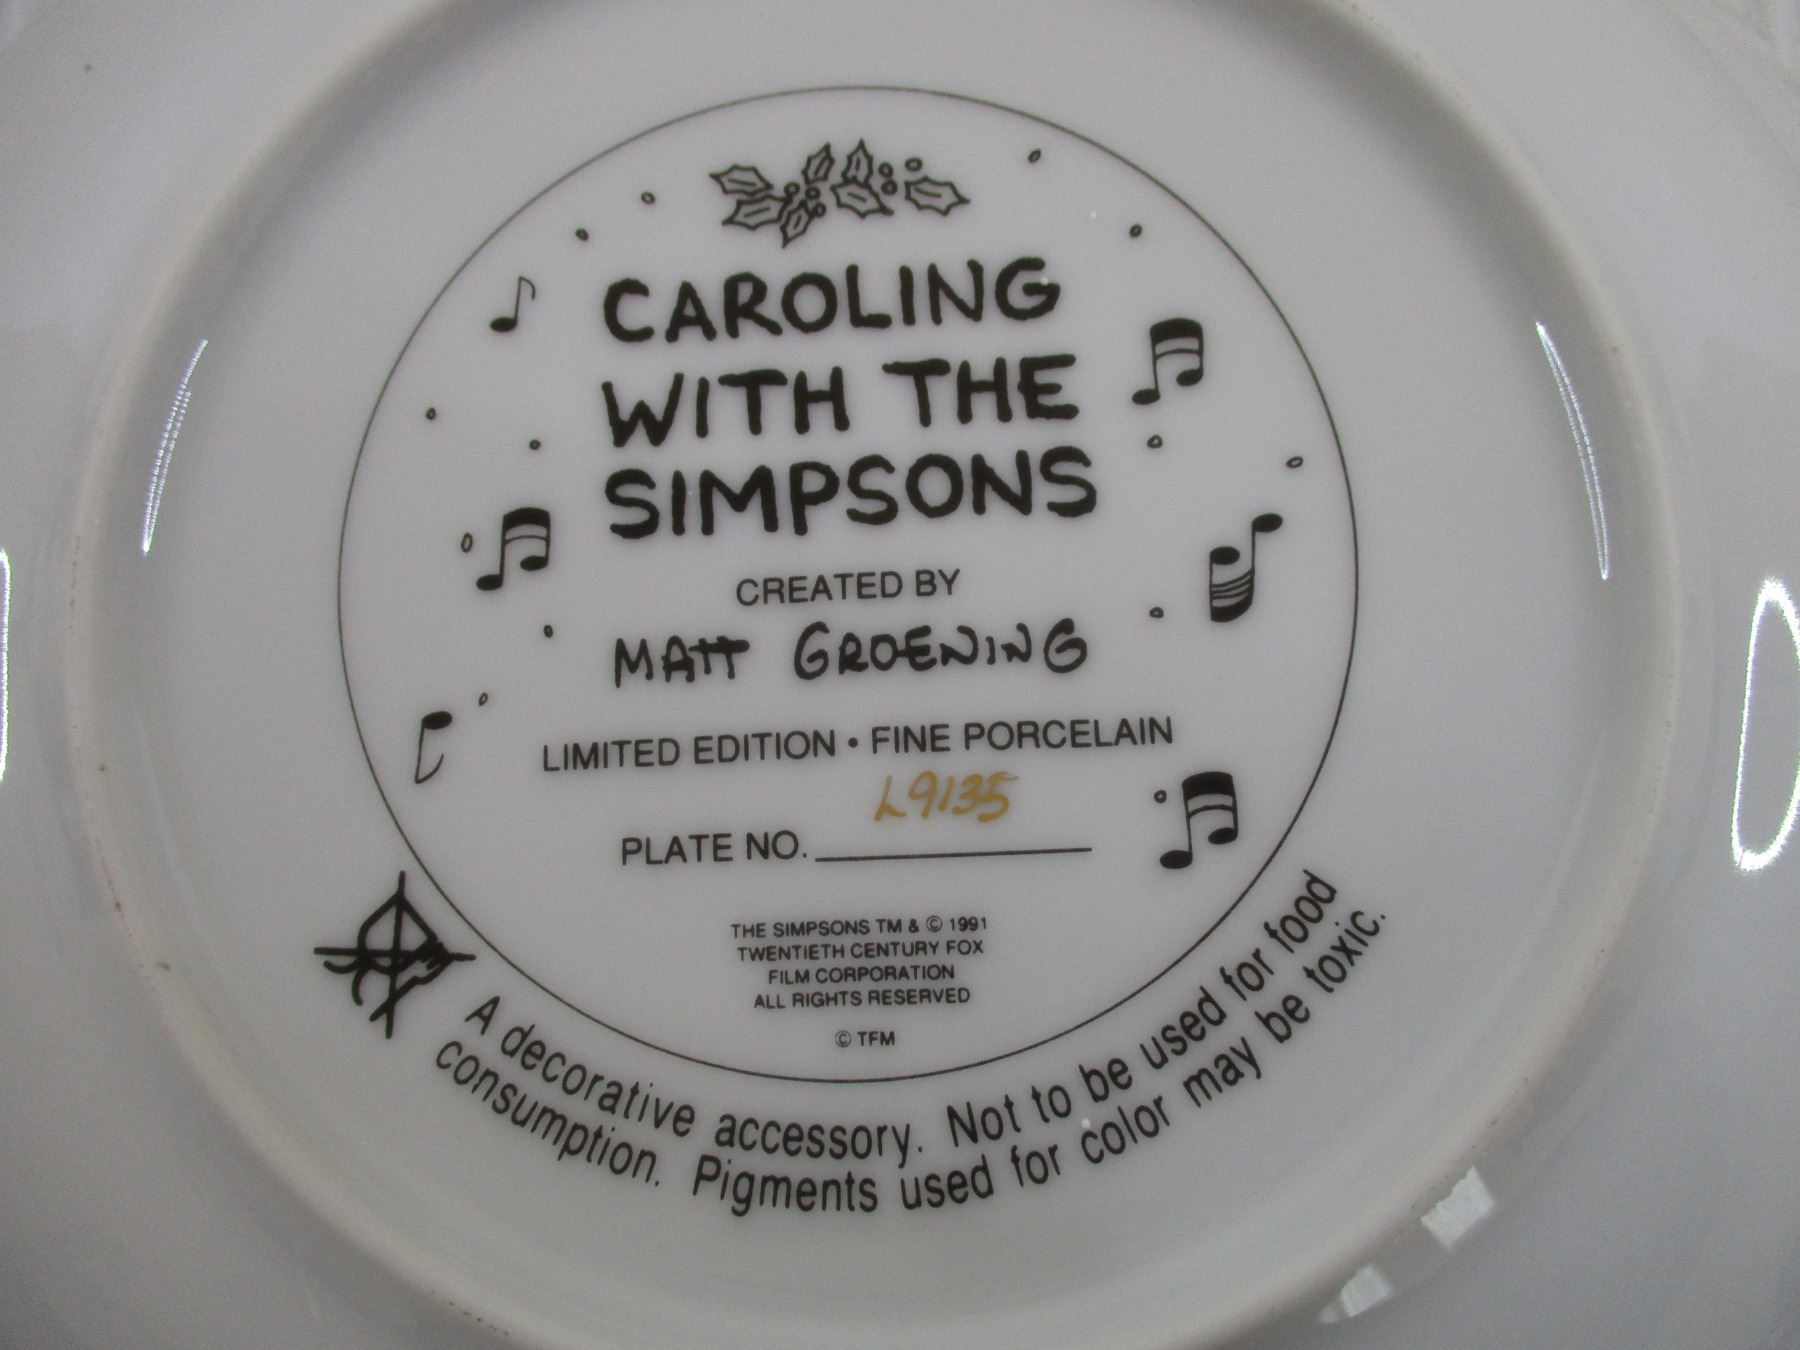 CAROLING
WITH THE
SIMPSONS
CREATED BY
MATT GROENING
LIMITED EDITION • FINE PORCELAIN
L9135
PLATE NO.
THE SIMPSONS TM & © 1991
TWENTIETH CENTURY FOX
FILM CORPORATION
ALL RIGHTS RESERVED
© TFM
A decorative accessory. Not to be used for food
consumption. Pigments used for color may be toxic.